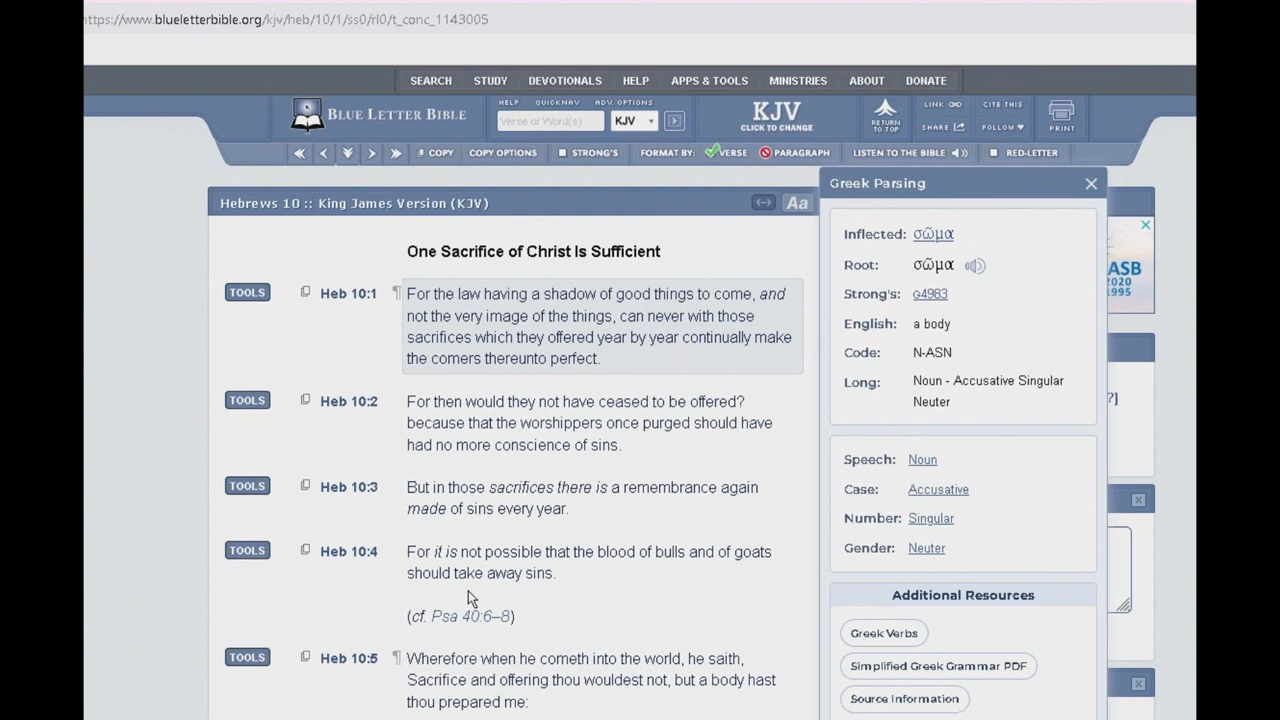 https://www.blueletterbible.org/kjv/heb/10/1/ss0/rl0/t_conc_1143005
SEARCH STUDY DEVOTIONALS HELP APPS & TOOLS MINISTRIES ABOUT DONATE
BLUE LETTER BIBLE
HELP QUICKNAV ADV. OPTIONS
Verse or Word(s) KJV
KJV
CLICK TO CHANGE
RETURN
TO TOP
LINK CITE THIS
SHARE FOLLOW
PRINT
COPY COPY OPTIONS STRONG'S FORMAT BY: VERSE PARAGRAPH LISTEN TO THE BIBLE RED-LETTER
Hebrews 10 :: King James Version (KJV)
Aa
One Sacrifice of Christ Is Sufficient
TOOLS Heb 10:1 ¶ For the law having a shadow of good things to come, and
not the very image of the things, can never with those
sacrifices which they offered year by year continually make
the comers thereunto perfect.
TOOLS Heb 10:2 For then would they not have ceased to be offered?
because that the worshippers once purged should have
had no more conscience of sins.
TOOLS Heb 10:3 But in those sacrifices there is a remembrance again
made of sins every year.
TOOLS Heb 10:4 For it is not possible that the blood of bulls and of goats
should take away sins.
(cf. Psa 40:6–8)
TOOLS Heb 10:5 ¶ Wherefore when he cometh into the world, he saith,
Sacrifice and offering thou wouldest not, but a body hast
thou prepared me:
Greek Parsing
Inflected: σῶμα
Root: σῶμα
Strong's: G4983
English: a body
Code: N-ASN
Long: Noun - Accusative Singular
Neuter
Speech: Noun
Case: Accusative
Number: Singular
Gender: Neuter
Additional Resources
Greek Verbs
Simplified Greek Grammar PDF
Source Information
ASB
2020
1995
?]